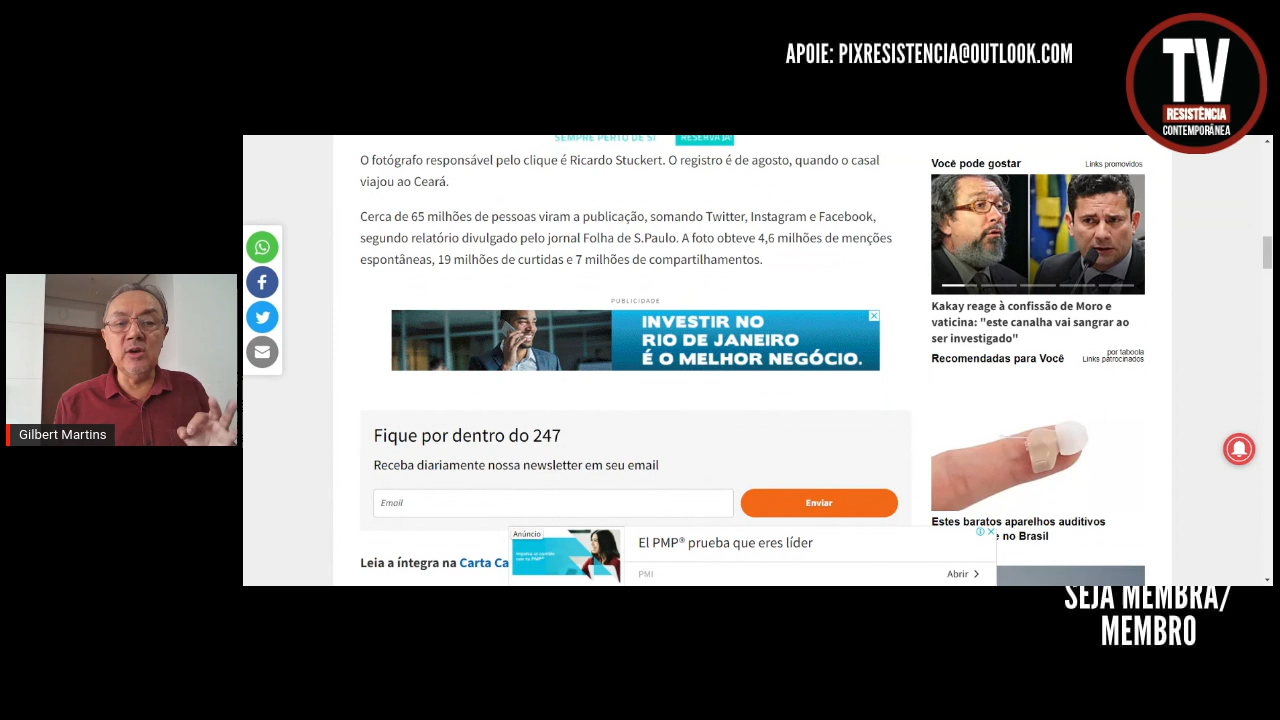 APOIE: PIXRESISTENCIA@OUTLOOK.COM
TV
RESISTÊNCIA
CONTEMPORÂNEA
SEMPRE PERTO DE SI
RESERVA JÁ!
O fotógrafo responsável pelo clique é Ricardo Stuckert. O registro é de agosto, quando o casal
viajou ao Ceará.
Cerca de 65 milhões de pessoas viram a publicação, somando Twitter, Instagram e Facebook,
segundo relatório divulgado pelo jornal Folha de S.Paulo. A foto obteve 4,6 milhões de menções
espontâneas, 19 milhões de curtidas e 7 milhões de compartilhamentos.
PUBLICIDADE
INVESTIR NO
RIO DE JANEIRO
É O MELHOR NEGÓCIO.
Fique por dentro do 247
Receba diariamente nossa newsletter em seu email
Email
Enviar
Leia a íntegra na Carta Ca
Anúncio
El PMP® prueba que eres líder
PMI
Abrir
Você pode gostar
Links promovidos
Kakay reage à confissão de Moro e
vaticina: "este canalha vai sangrar ao
ser investigado"
Recomendadas para Você
por taboola
Links patrocinados
Estes baratos aparelhos auditivos
e no Brasil
Gilbert Martins
SEJA MEMBRA/
MEMBRO